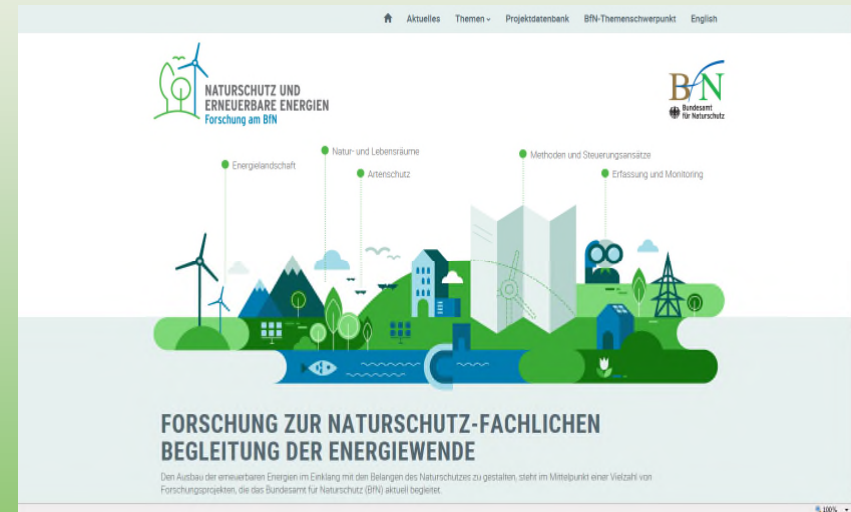 Aktuelles Themen Projektdatenbank BfN-Themenschwerpunkt English
NATURSCHUTZ UND
ERNEUERBARE ENERGIEN
Forschung am BfN
BfN
Bundesamt
für Naturschutz
Natur- und Lebensräume
Methoden und Steuerungsansätze
Energielandschaft
Artenschutz
Erfassung und Monitoring
FORSCHUNG ZUR NATURSCHUTZ-FACHLICHEN
BEGLEITUNG DER ENERGIEWENDE
Den Ausbau der erneuerbaren Energien im Einklang mit den Belangen des Naturschutzes zu gestalten, steht im Mittelpunkt einer Vielzahl von
Forschungsprojekten, die das Bundesamt für Naturschutz (BfN) aktuell begleitet.
100%